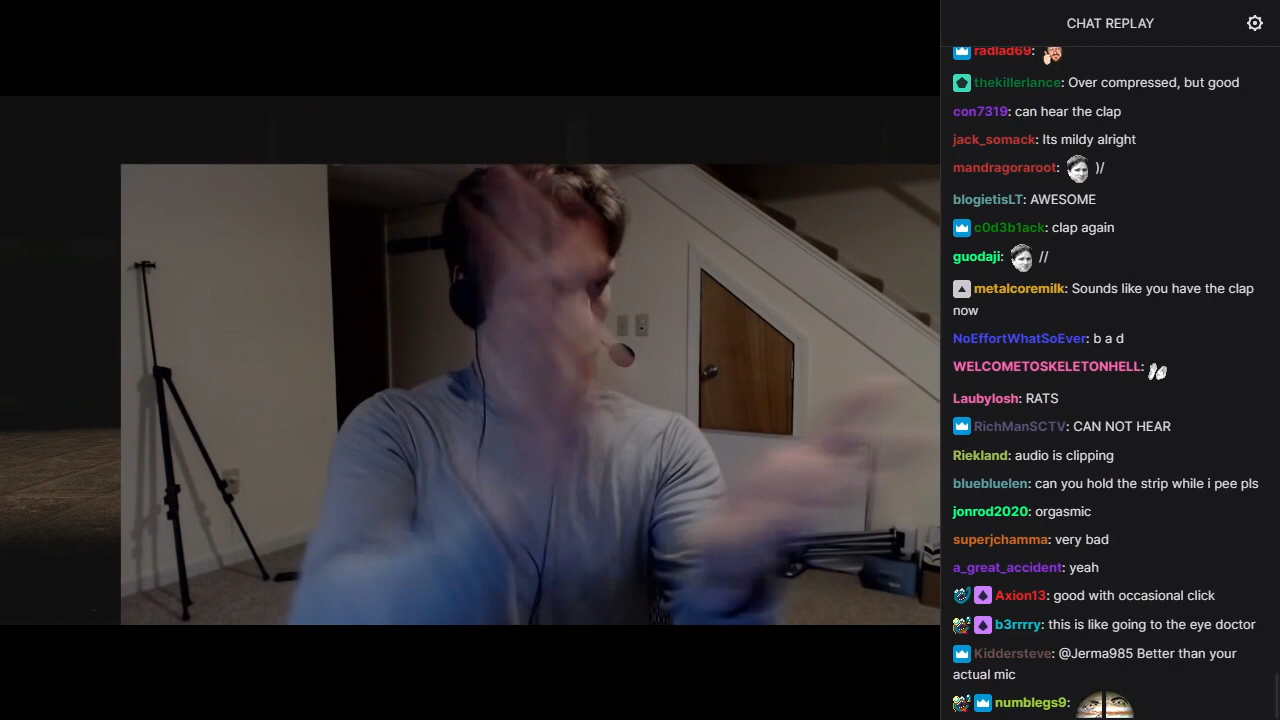 CHAT REPLAY
radlad69:
thekillerlance: Over compressed, but good
con7319: can hear the clap
jack_somack: Its mildy alright
mandragoraroot: )/
blogietisLT: AWESOME
c0d3b1ack: clap again
guodaji: //
metalcoremilk: Sounds like you have the clap
now
NoEffortWhatSoEver: b a d
WELCOMETOSKELETONHELL:
Laubylosh: RATS
RichManSCTV: CAN NOT HEAR
Riekland: audio is clipping
bluebluelen: can you hold the strip while i pee pls
jonrod2020: orgasmic
superjchamma: very bad
a_great_accident: yeah
Axion13: good with occasional click
b3rrrry: this is like going to the eye doctor
Kiddersteve: @Jerma985 Better than your
actual mic
numblegs9: